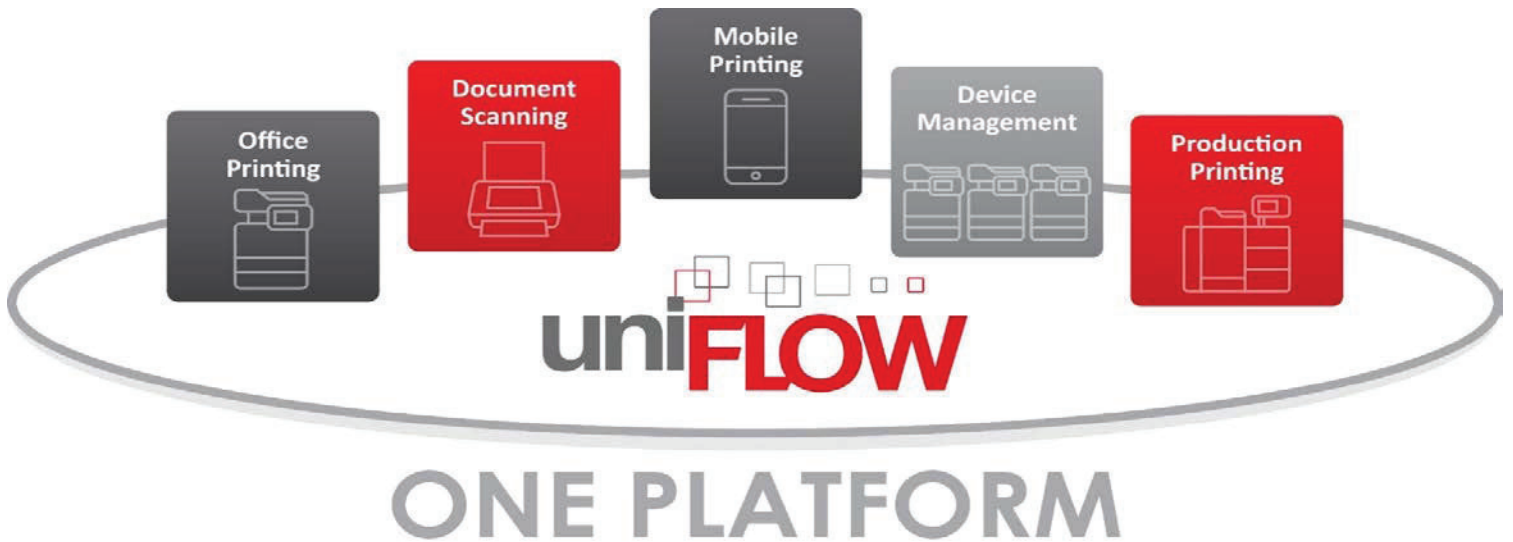 Office
Printing
Document
Scanning
Mobile
Printing
Device
Management
Production
Printing
uniFLOW
ONE PLATFORM